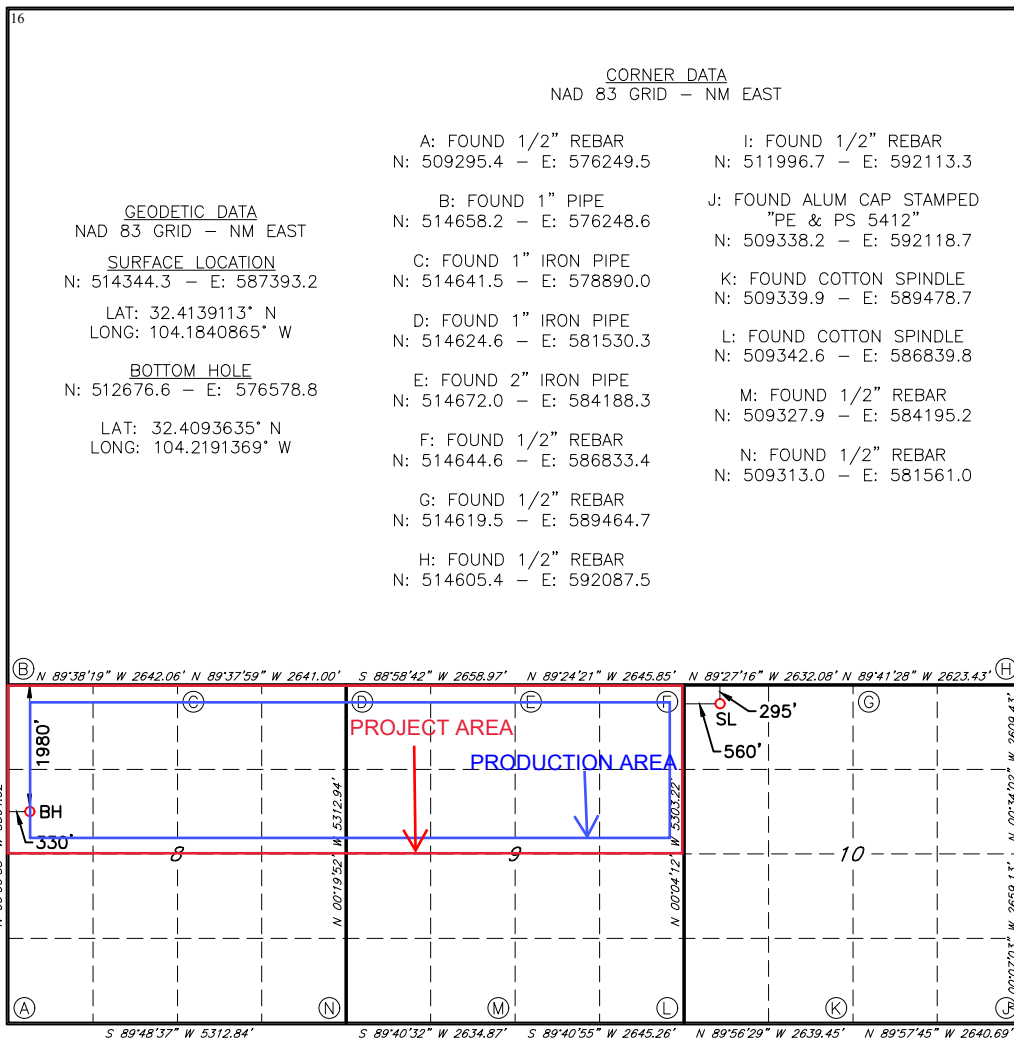 16
CORNER DATA
NAD 83 GRID – NM EAST
GEODETIC DATA
NAD 83 GRID – NM EAST
SURFACE LOCATION
N: 514344.3 – E: 587393.2
LAT: 32.4139113° N
LONG: 104.1840865° W
BOTTOM HOLE
N: 512676.6 – E: 576578.8
LAT: 32.4093635° N
LONG: 104.2191369° W
A: FOUND 1/2" REBAR
N: 509295.4 – E: 576249.5
B: FOUND 1" PIPE
N: 514658.2 – E: 576248.6
C: FOUND 1" IRON PIPE
N: 514641.5 – E: 578890.0
D: FOUND 1" IRON PIPE
N: 514624.6 – E: 581530.3
E: FOUND 2" IRON PIPE
N: 514672.0 – E: 584188.3
F: FOUND 1/2" REBAR
N: 514644.6 – E: 586833.4
G: FOUND 1/2" REBAR
N: 514619.5 – E: 589464.7
H: FOUND 1/2" REBAR
N: 514605.4 – E: 592087.5
I: FOUND 1/2" REBAR
N: 511996.7 – E: 592113.3
J: FOUND ALUM CAP STAMPED
"PE & PS 5412"
N: 509338.2 – E: 592118.7
K: FOUND COTTON SPINDLE
N: 509339.9 – E: 589478.7
L: FOUND COTTON SPINDLE
N: 509342.6 – E: 586839.8
M: FOUND 1/2" REBAR
N: 509327.9 – E: 584195.2
N: FOUND 1/2" REBAR
N: 509313.0 – E: 581561.0
B
H
N 89°38'19" W 2642.06' N 89°37'59" W 2641.00' S 88°58'42" W 2658.97' N 89°24'21" W 2645.85' N 89°27'16" W 2632.08' N 89°41'28" W 2623.43'
C
D
E
F
G
1980'
SL
295'
560'
PROJECT AREA
PRODUCTION AREA
BH
330'
8
9
10
N 00°19'52" W 5312.94'
N 00°04'12" W 5303.22'
N 00°34'02" W 2609.43'
N 00°07'03" W 2659.13'
A
N
M
L
K
J
S 89°48'37" W 5312.84' S 89°40'32" W 2634.87' S 89°40'55" W 2645.26' N 89°56'29" W 2639.45' N 89°57'45" W 2640.69'